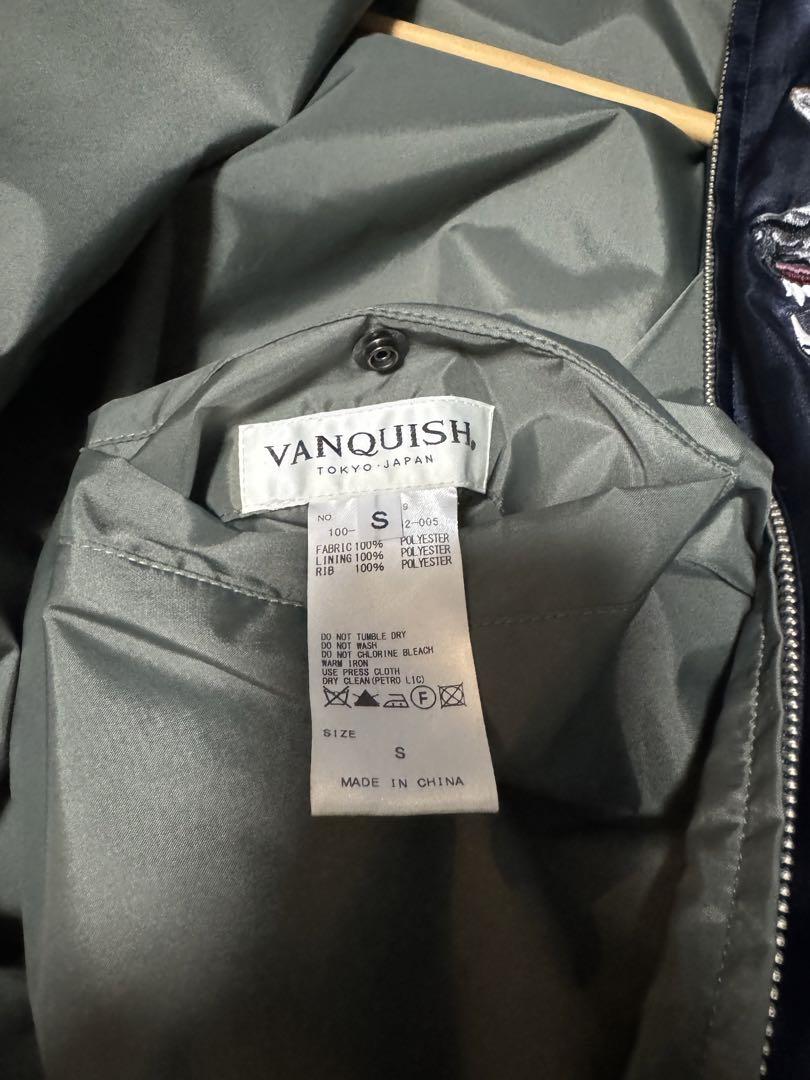 VANQUISH.
TOKYO · JAPAN
NO
100- S 9
2-005
FABRIC 100% POLYESTER
LINING 100% POLYESTER
RIB 100% POLYESTER
DO NOT TUMBLE DRY
DO NOT WASH
DO NOT CHLORINE BLEACH
WARM IRON
USE PRESS CLOTH
DRY CLEAN(PETRO LIC)
F
SIZE
S
MADE IN CHINA